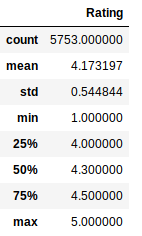 Rating
count 5753.000000
mean 4.173197
std 0.544844
min 1.000000
25% 4.000000
50% 4.300000
75% 4.500000
max 5.000000